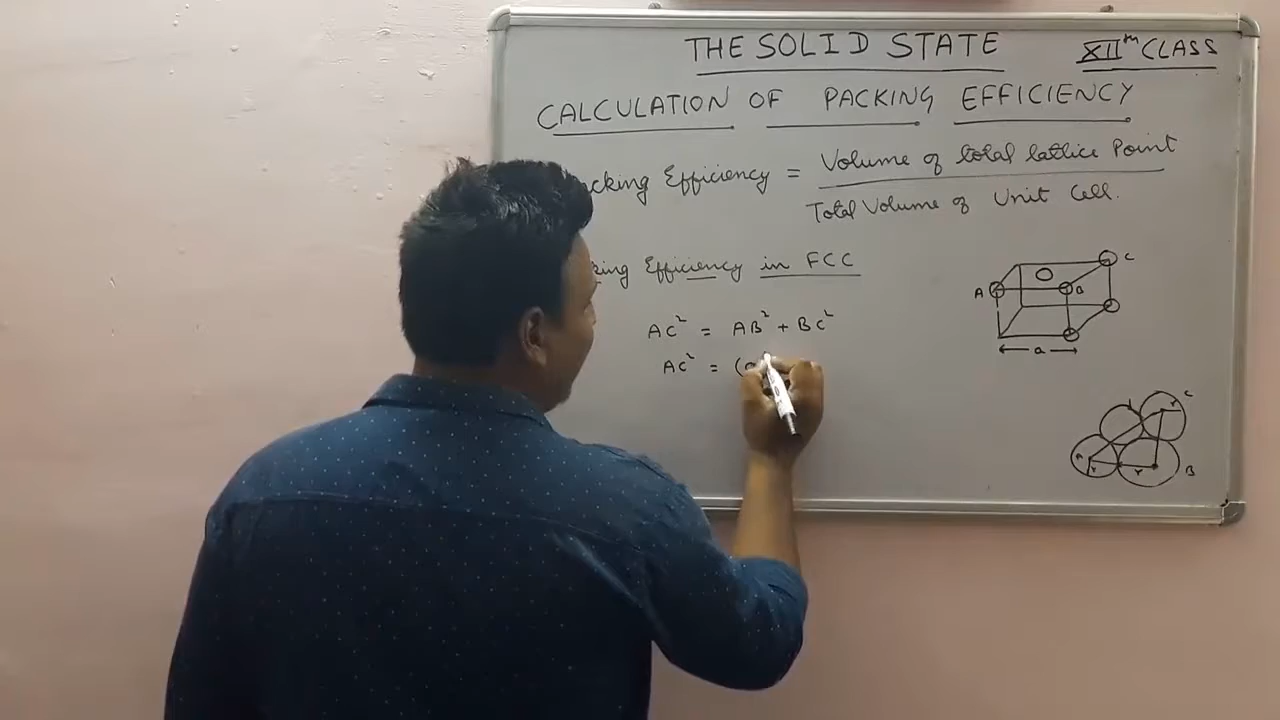 THE SOLID STATE
XIIth CLASS
CALCULATION OF PACKING EFFICIENCY
cking Efficiency = Volume of total lattice Point
Total Volume of Unit Cell.
king Efficiency in FCC
AC² = AB² + BC²
AC² = (a
A
B
C
a
A
B
C
r
r
r